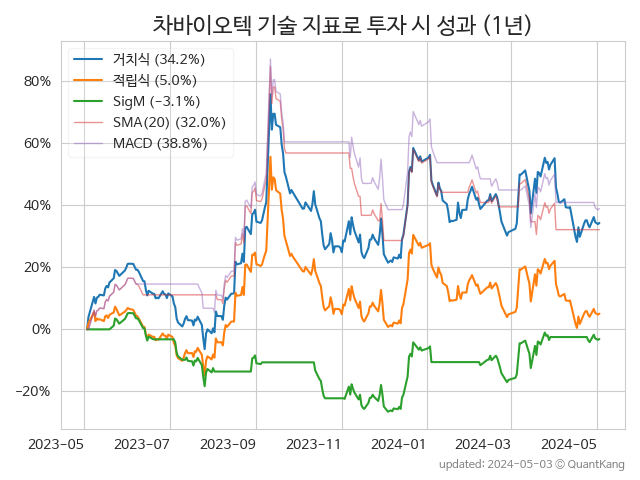 차바이오텍 기술 지표로 투자 시 성과 (1년)
거치식 (34.2%)
적립식 (5.0%)
SigM (−3.1%)
SMA(20) (32.0%)
MACD (38.8%)
80%
60%
40%
20%
0%
−20%
2023-05 2023-07 2023-09 2023-11 2024-01 2024-03 2024-05
updated: 2024-05-03 © QuantKang